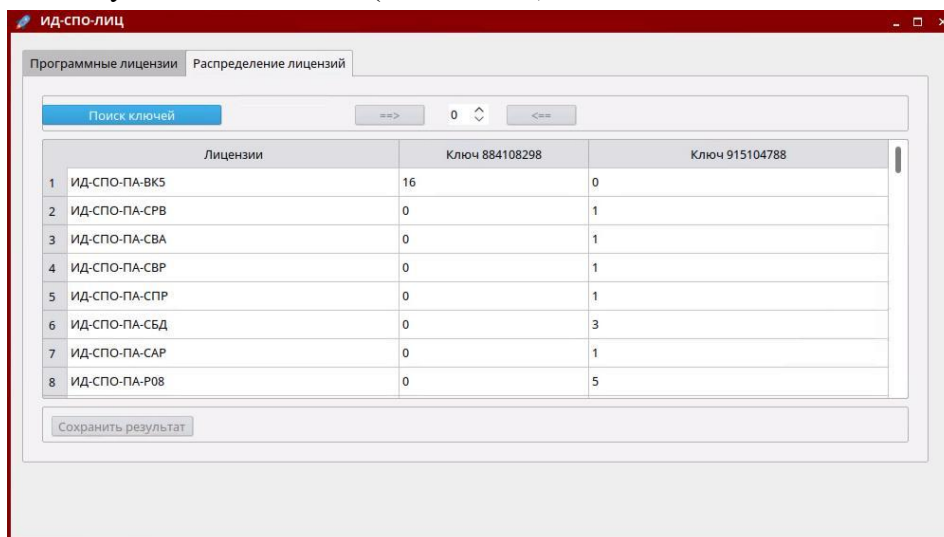 ИД-СПО-ЛИЦ
Программные лицензии Распределение лицензий
Поиск ключей ==> 0 <==
Лицензии Ключ 884108298 Ключ 915104788
1 ИД-СПО-ПА-ВК5 16 0
2 ИД-СПО-ПА-СРВ 0 1
3 ИД-СПО-ПА-СВА 0 1
4 ИД-СПО-ПА-СВР 0 1
5 ИД-СПО-ПА-СПР 0 1
6 ИД-СПО-ПА-СБД 0 3
7 ИД-СПО-ПА-САР 0 1
8 ИД-СПО-ПА-Р08 0 5
Сохранить результат